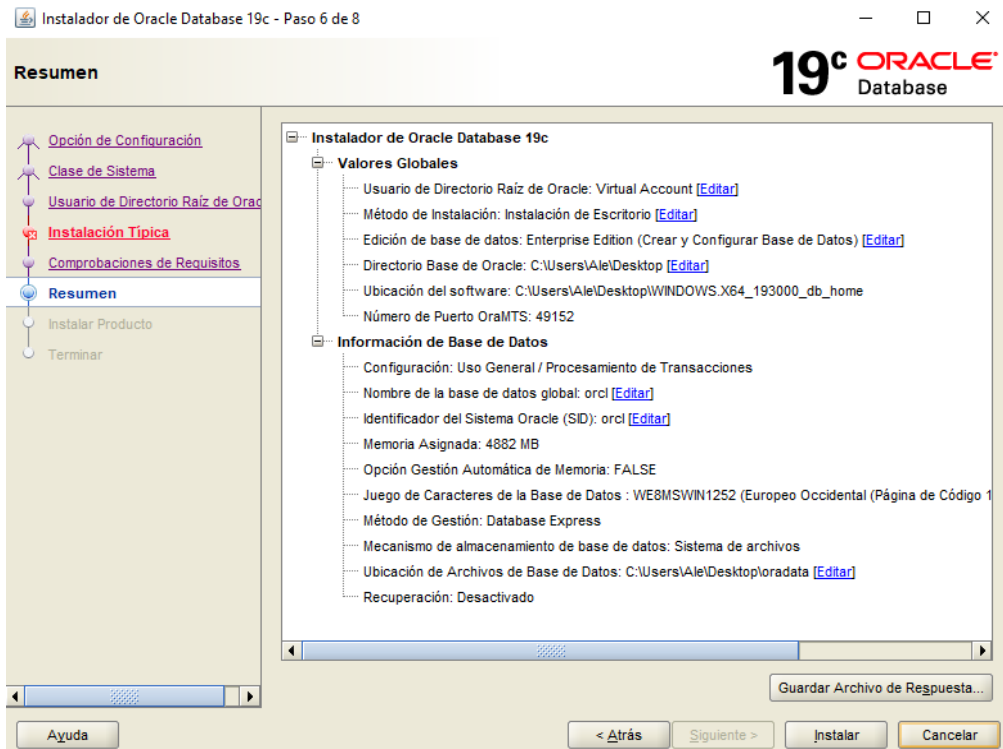 Instalador de Oracle Database 19c - Paso 6 de 8
Resumen
19c ORACLE
Database
Opción de Configuración
Clase de Sistema
Usuario de Directorio Raíz de Orac
Instalación Típica
Comprobaciones de Requisitos
Resumen
Instalar Producto
Terminar
Instalador de Oracle Database 19c
Valores Globales
Usuario de Directorio Raíz de Oracle: Virtual Account [Editar]
Método de Instalación: Instalación de Escritorio [Editar]
Edición de base de datos: Enterprise Edition (Crear y Configurar Base de Datos) [Editar]
Directorio Base de Oracle: C:\Users\Ale\Desktop [Editar]
Ubicación del software: C:\Users\Ale\Desktop\WINDOWS.X64_193000_db_home
Número de Puerto OraMTS: 49152
Información de Base de Datos
Configuración: Uso General / Procesamiento de Transacciones
Nombre de la base de datos global: orcl [Editar]
Identificador del Sistema Oracle (SID): orcl [Editar]
Memoria Asignada: 4882 MB
Opción Gestión Automática de Memoria: FALSE
Juego de Caracteres de la Base de Datos : WE8MSWIN1252 (Europeo Occidental (Página de Código 1
Método de Gestión: Database Express
Mecanismo de almacenamiento de base de datos: Sistema de archivos
Ubicación de Archivos de Base de Datos: C:\Users\Ale\Desktop\oradata [Editar]
Recuperación: Desactivado
Guardar Archivo de Respuesta...
Ayuda
< Atrás
Siguiente >
Instalar
Cancelar